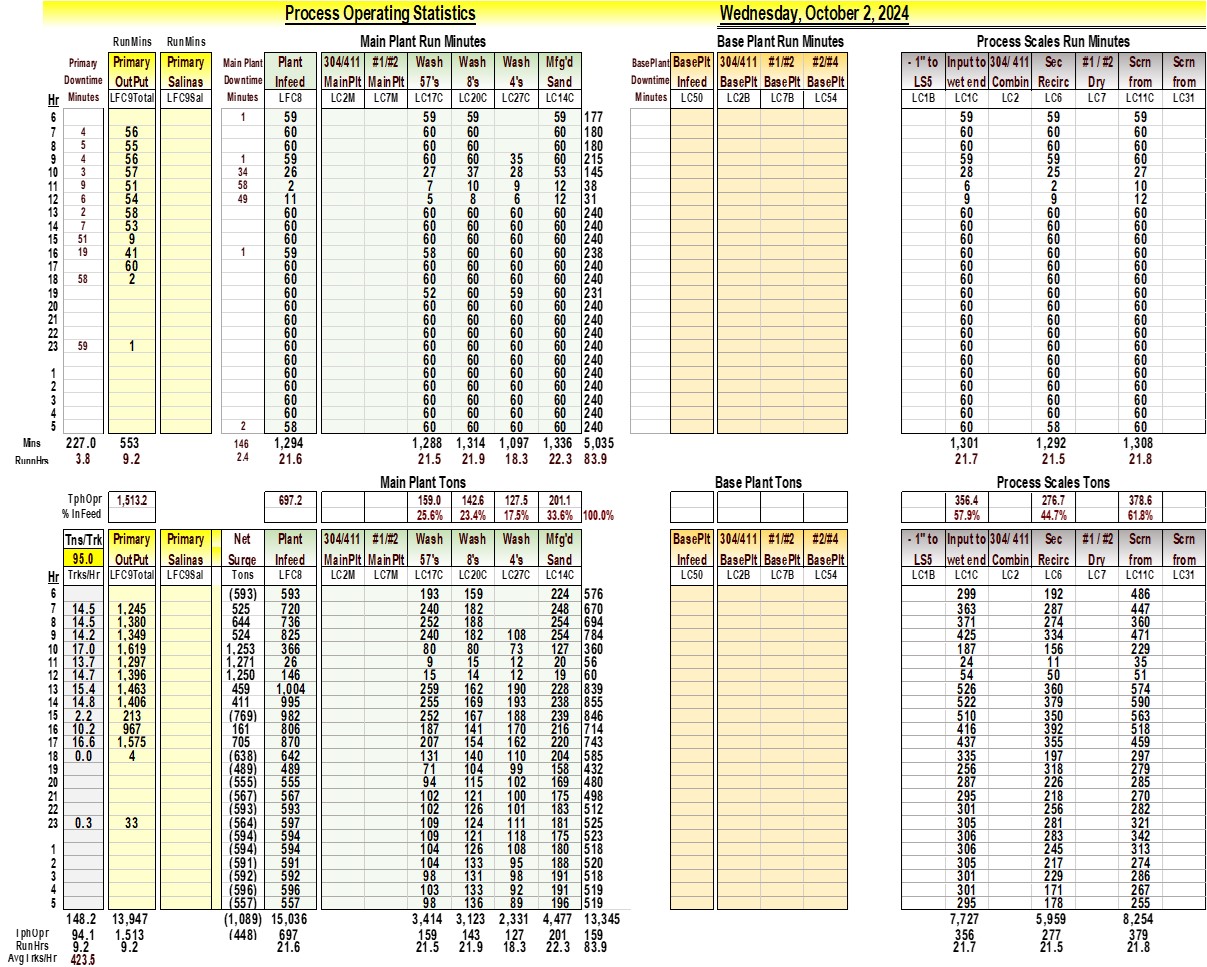 Process Operating Statistics Wednesday, October 2, 2024
RunMins RunMins Main Plant Run Minutes Base Plant Run Minutes Process Scales Run Minutes
Primary Primary Primary Main Plant Plant 304/411 #1/#2 Wash Wash Wash Mfg'd BasePlant BasePlt 304/411 #1/#2 #2/#4 - 1" to Input to 304/ 411 Sec #1 / #2 Scrn Scrn
Downtime OutPut Salinas Downtime Infeed MainPlt MainPlt 57's 8's 4's Sand Downtime Infeed BasePlt BasePlt BasePlt LS5 wet end Combin Recirc Dry from from
Hr Minutes LFC9Total LFC9Sal Minutes LFC8 LC2M LC7M LC17C LC20C LC27C LC14C Minutes LC50 LC2B LC7B LC54 LC1B LC1C LC2 LC6 LC7 LC11C LC31
6 1 59 59 59 59 177 59 59 59
7 4 56 60 60 60 60 180 60 60 60
8 5 55 60 60 60 60 180 60 60 60
9 4 56 1 59 60 60 35 60 215 59 59 60
10 3 57 34 26 27 37 28 53 145 28 25 27
11 9 51 58 2 7 10 9 12 38 6 2 10
12 6 54 49 11 5 8 6 12 31 9 9 12
13 2 58 60 60 60 60 60 240 60 60 60
14 7 53 60 60 60 60 60 240 60 60 60
15 51 9 60 60 60 60 60 240 60 60 60
16 19 41 1 59 58 60 60 60 238 60 60 60
17 60 60 60 60 60 60 240 60 60 60
18 58 2 60 60 60 60 60 240 60 60 60
19 60 52 60 59 60 231 60 60 60
20 60 60 60 60 60 240 60 60 60
21 60 60 60 60 60 240 60 60 60
22 60 60 60 60 60 240 60 60 60
23 59 1 60 60 60 60 60 240 60 60 60
60 60 60 60 60 240 60 60 60
1 60 60 60 60 60 240 60 60 60
2 60 60 60 60 60 240 60 60 60
3 60 60 60 60 60 240 60 60 60
4 60 60 60 60 60 240 60 60 60
5 2 58 60 60 60 60 240 60 58 60
Mins 227.0 553 146 1,294 1,288 1,314 1,097 1,336 5,035 1,301 1,292 1,308
RunnHrs 3.8 9.2 2.4 21.6 21.5 21.9 18.3 22.3 83.9 21.7 21.5 21.8
Main Plant Tons Base Plant Tons Process Scales Tons
TphOpr 1,513.2 697.2 159.0 142.6 127.5 201.1 356.4 276.7 378.6
% InFeed 25.6% 23.4% 17.5% 33.6% 100.0% 57.9% 44.7% 61.8%
Tns/Trk Primary Primary Net Plant 304/411 #1/#2 Wash Wash Wash Mfg'd BasePlt 304/411 #1/#2 #2/#4 - 1" to Input to 304/ 411 Sec #1 / #2 Scrn Scrn
95.0 OutPut Salinas Surge Infeed MainPlt MainPlt 57's 8's 4's Sand Infeed BasePlt BasePlt BasePlt LS5 wet end Combin Recirc Dry from from
Hr Trks/Hr LFC9Total LFC9Sal Tons LFC8 LC2M LC7M LC17C LC20C LC27C LC14C LC50 LC2B LC7B LC54 LC1B LC1C LC2 LC6 LC7 LC11C LC31
6 (593) 593 193 159 224 576 299 192 486
7 14.5 1,245 525 720 240 182 248 670 363 287 447
8 14.5 1,380 644 736 252 188 254 694 371 274 360
9 14.2 1,349 524 825 240 182 108 254 784 425 334 471
10 17.0 1,619 1,253 366 80 80 73 127 360 187 156 229
11 13.7 1,297 1,271 26 9 15 12 20 56 24 11 35
12 14.7 1,396 1,250 146 15 14 12 19 60 54 50 51
13 15.4 1,463 459 1,004 259 162 190 228 839 526 360 574
14 14.8 1,406 411 995 255 169 193 238 855 522 379 590
15 2.2 213 (769) 982 252 167 188 239 846 510 350 563
16 10.2 967 161 806 187 141 170 216 714 416 392 518
17 16.6 1,575 705 870 207 154 162 220 743 437 355 459
18 0.0 4 (638) 642 131 140 110 204 585 335 197 297
19 (489) 489 71 104 99 158 432 256 318 279
20 (555) 555 94 115 102 169 480 287 226 285
21 (567) 567 102 121 100 175 498 295 218 270
22 (593) 593 102 126 101 183 512 301 256 282
23 0.3 33 (564) 597 109 124 111 181 525 305 281 321
(594) 594 109 121 118 175 523 306 283 342
1 (594) 594 104 126 108 180 518 306 245 313
2 (591) 591 104 133 95 188 520 305 217 274
3 (592) 592 98 131 98 191 518 301 229 286
4 (596) 596 103 133 92 191 519 301 171 267
5 (557) 557 98 136 89 196 519 295 178 255
148.2 13,947 (1,089) 15,036 3,414 3,123 2,331 4,477 13,345 7,727 5,959 8,254
TphOpr 94.1 1,513 (448) 697 159 143 127 201 159 356 277 379
RunHrs 9.2 9.2 21.6 21.5 21.9 18.3 22.3 83.9 21.7 21.5 21.8
Avg Trks/Hr 423.5